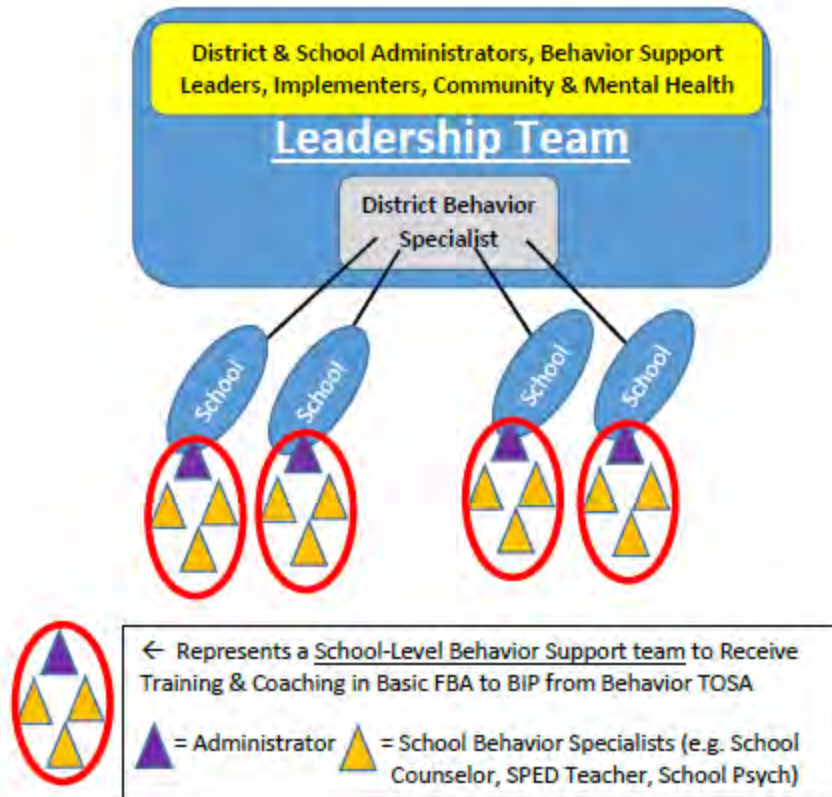 District & School Administrators, Behavior Support
Leaders, Implementers, Community & Mental Health
Leadership Team
District Behavior
Specialist
School
School
School
School
← Represents a School-Level Behavior Support team to Receive
Training & Coaching in Basic FBA to BIP from Behavior TOSA
= Administrator = School Behavior Specialists (e.g. School
Counselor, SPED Teacher, School Psych)